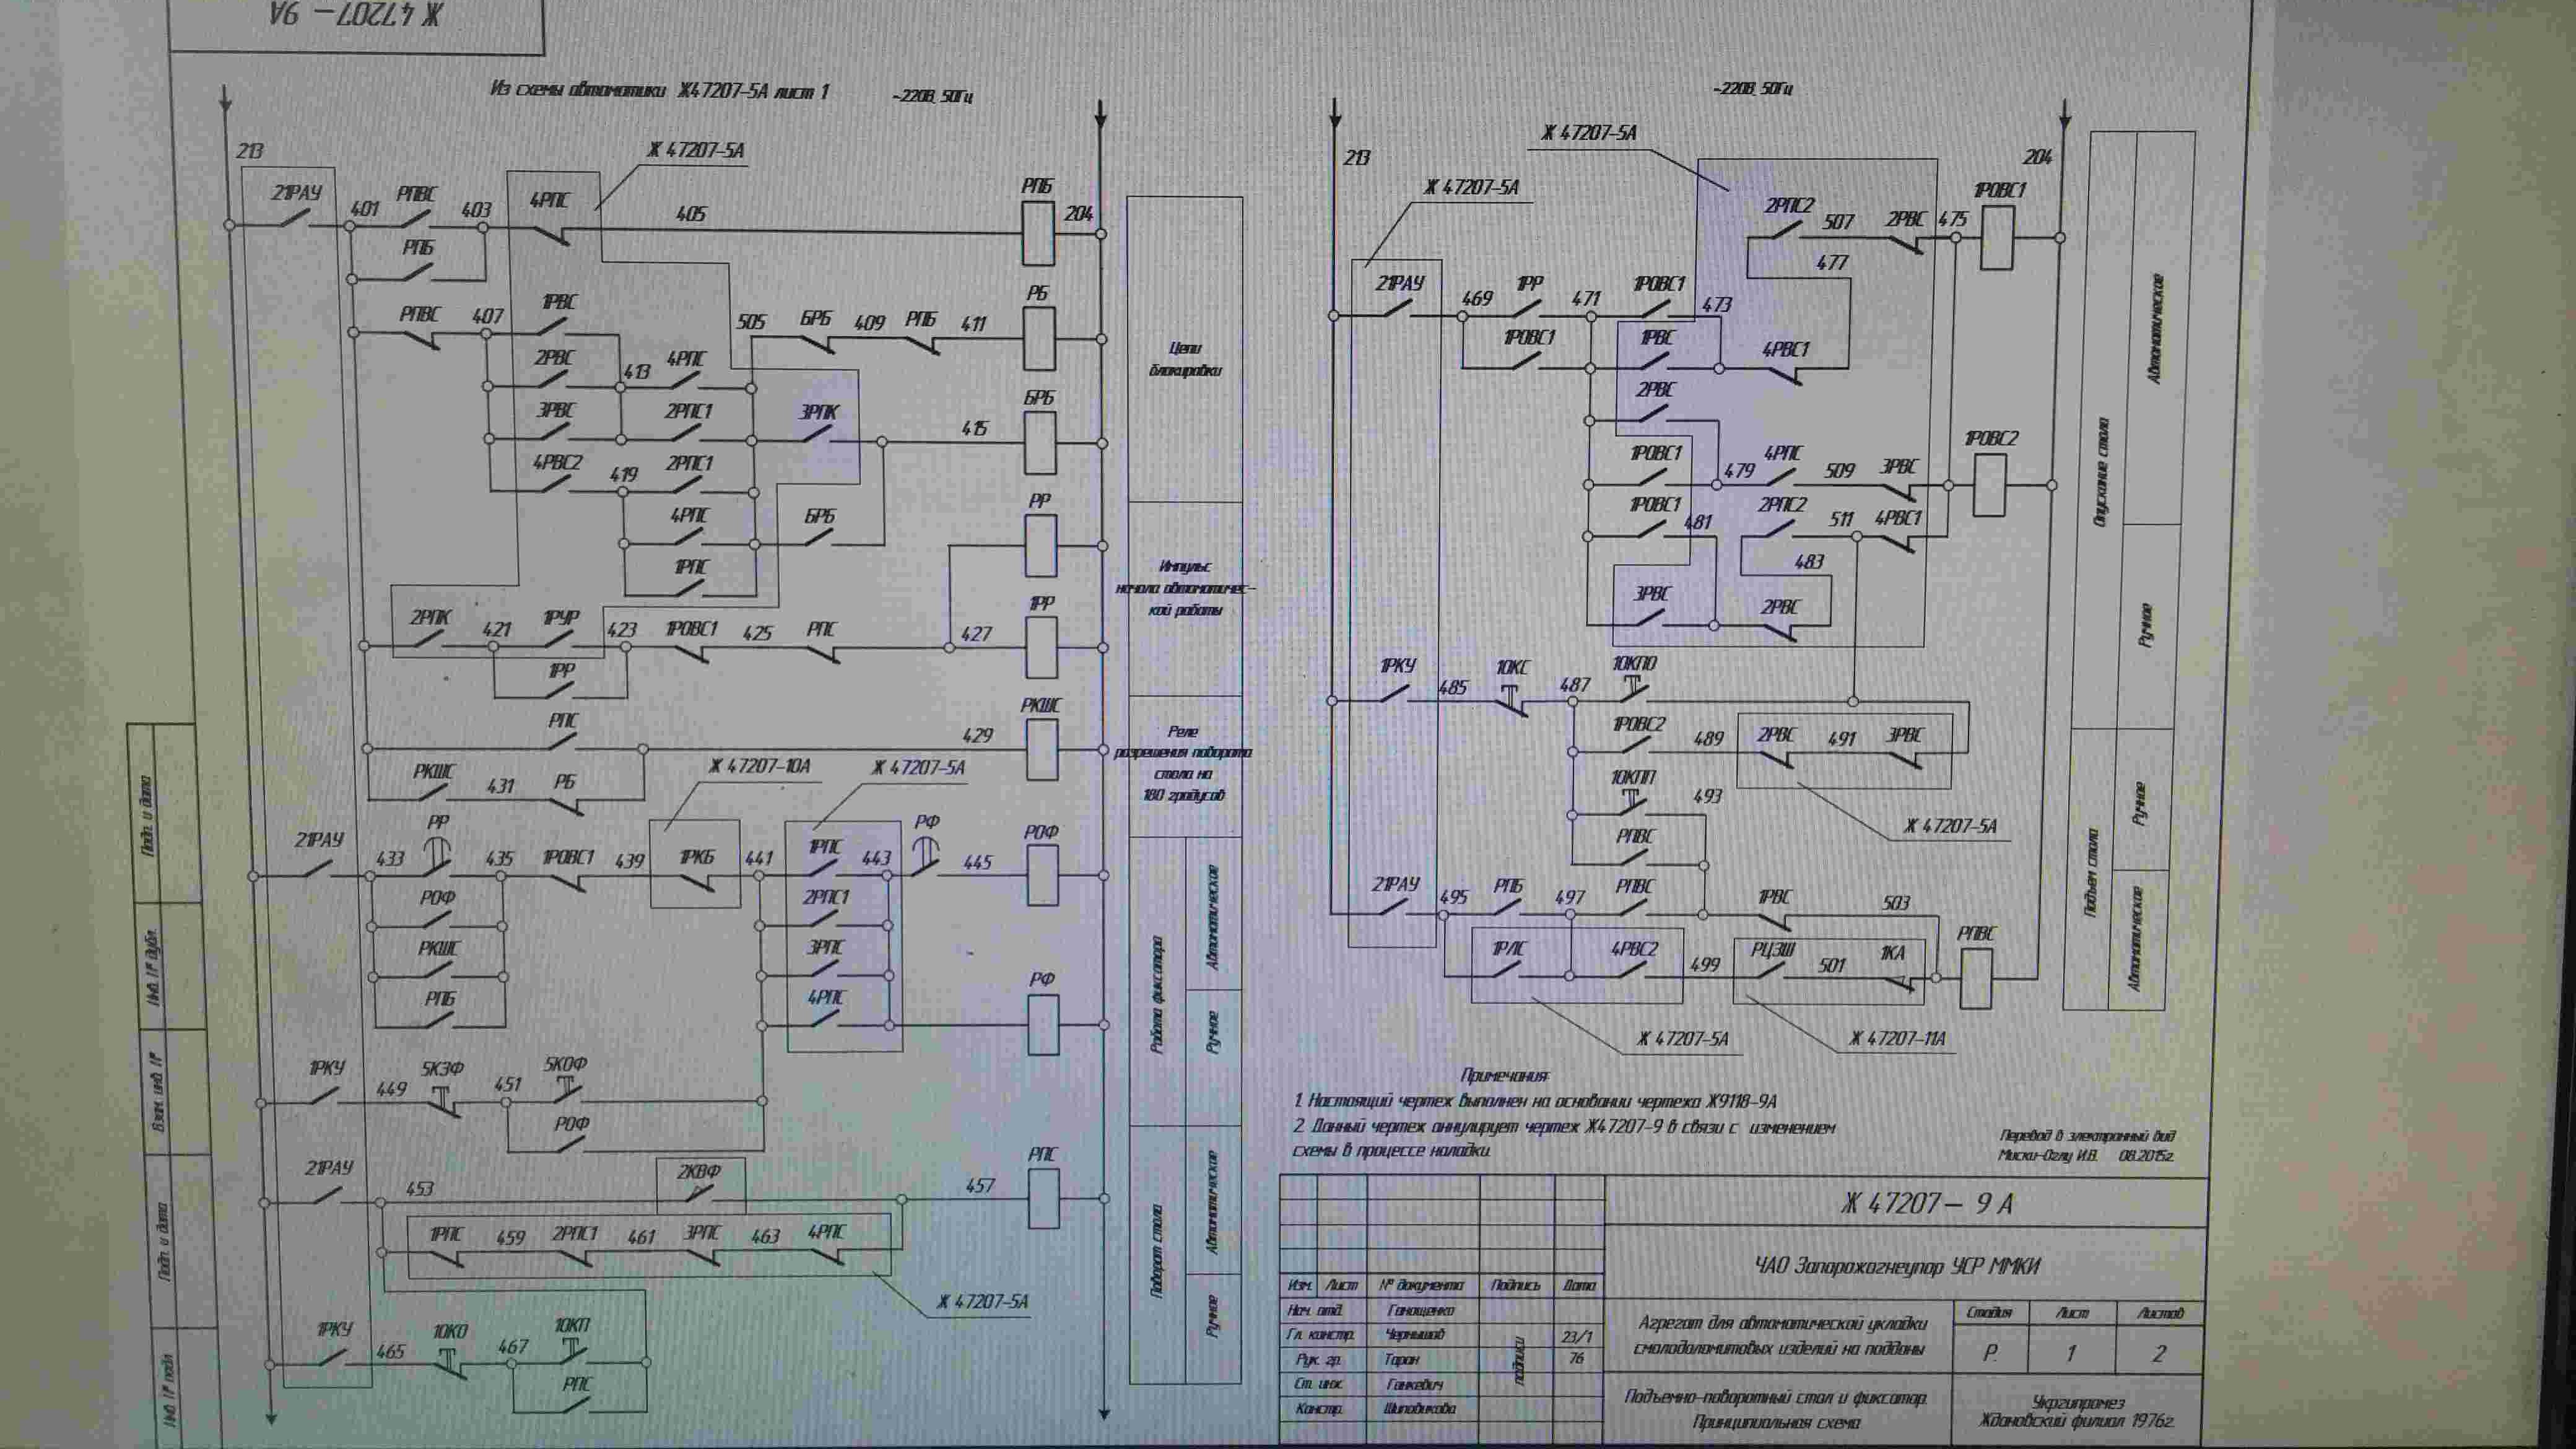 Ж 47207– 9А
Из схемы автоматики Ж47207-5А лист 1
~220В, 50Гц
213
Ж 47207-5А
21РАУ
401
РПВС
403
4РПС
405
РПБ
204
РПБ
РПВС
407
1РВС
505
БРБ
409
РПБ
411
РБ
2РВС
413
4РПС
3РВС
2РПС1
3РПК
415
БРБ
4РВС2
419
2РПС1
4РПС
БРБ
РР
1РПС
2РПК
421
1РУР
423
1РОВС1
425
РПС
427
1РР
1РР
РПС
429
РКШС
РКШС
431
РБ
Ж 47207-10А
Ж 47207-5А
21РАУ
433
РР
435
1РОВС1
439
1РКБ
441
1РПС
443
РФ
445
РОФ
РОФ
2РПС1
РКШС
3РПС
РПБ
4РПС
РФ
1РКУ
449
5КЗФ
451
5КОФ
РОФ
21РАУ
453
2КВФ
457
РПС
1РПС
459
2РПС1
461
3РПС
463
4РПС
Ж 47207-5А
1РКУ
465
10КО
467
10КП
РПС
Цепи
блокировки
Импульс
начала автоматичес-
кой работы
Реле
разрешения поворота
стола на
180 градусов
Работа фиксатора
Автоматическое
Ручное
Поворот стола
Автоматическое
Ручное
~220В, 50Гц
213
Ж 47207-5А
Ж 47207-5А
204
2РПС2
507
2РВС
475
1РОВС1
477
21РАУ
469
1РР
471
1РОВС1
473
1РОВС1
1РВС
4РВС1
2РВС
1РОВС1
479
4РПС
509
3РВС
1РОВС2
1РОВС1
481
2РПС2
511
4РВС1
483
3РВС
2РВС
1РКУ
485
10КС
487
10КПО
1РОВС2
489
2РВС
491
3РВС
10КПП
493
Ж 47207-5А
РПВС
21РАУ
495
РПБ
497
РПВС
1РВС
503
РПВС
1РЛС
4РВС2
499
РЦЗШ
501
1КА
Ж 47207-5А
Ж 47207-11А
Опускание стола
Автоматическое
Ручное
Подъем стола
Ручное
Автоматическое
Примечания:
1. Настоящий чертеж выполнен на основании чертежа Ж9118-9А
2. Данный чертеж аннулирует чертеж Ж47207-9 в связи с изменением
схемы в процессе наладки.
Перевод в электронный вид
Миски-Оглу И.В. 08.2015г.
Ж 47207– 9 А
ЧАО Запорожогнеупор УСР ММКИ
Изм. Лист № документа Подпись Дата
Нач. отд. Ганощенко
Гл. констр. Чернышов 23/1
Рук. гр. Таран подписи 76
Ст. инж. Ганкевич
Констр. Шиповикова
Агрегат для автоматической укладки
смолодоломитовых изделий на поддоны
Стадия Лист Листов
Р. 1 2
Подъемно-поворотный стол и фиксатор.
Принципиальная схема
Укргипромез
Ждановский филиал 1976г.
Подп. и дата
Инв. № дубл.
Взам. инв. №
Подп. и дата
Инв. № подл